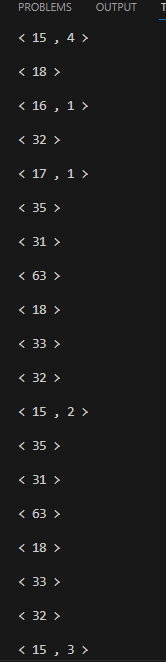 PROBLEMS OUTPUT
< 15 , 4 >
< 18 >
< 16 , 1 >
< 32 >
< 17 , 1 >
< 35 >
< 31 >
< 63 >
< 18 >
< 33 >
< 32 >
< 15 , 2 >
< 35 >
< 31 >
< 63 >
< 18 >
< 33 >
< 32 >
< 15 , 3 >